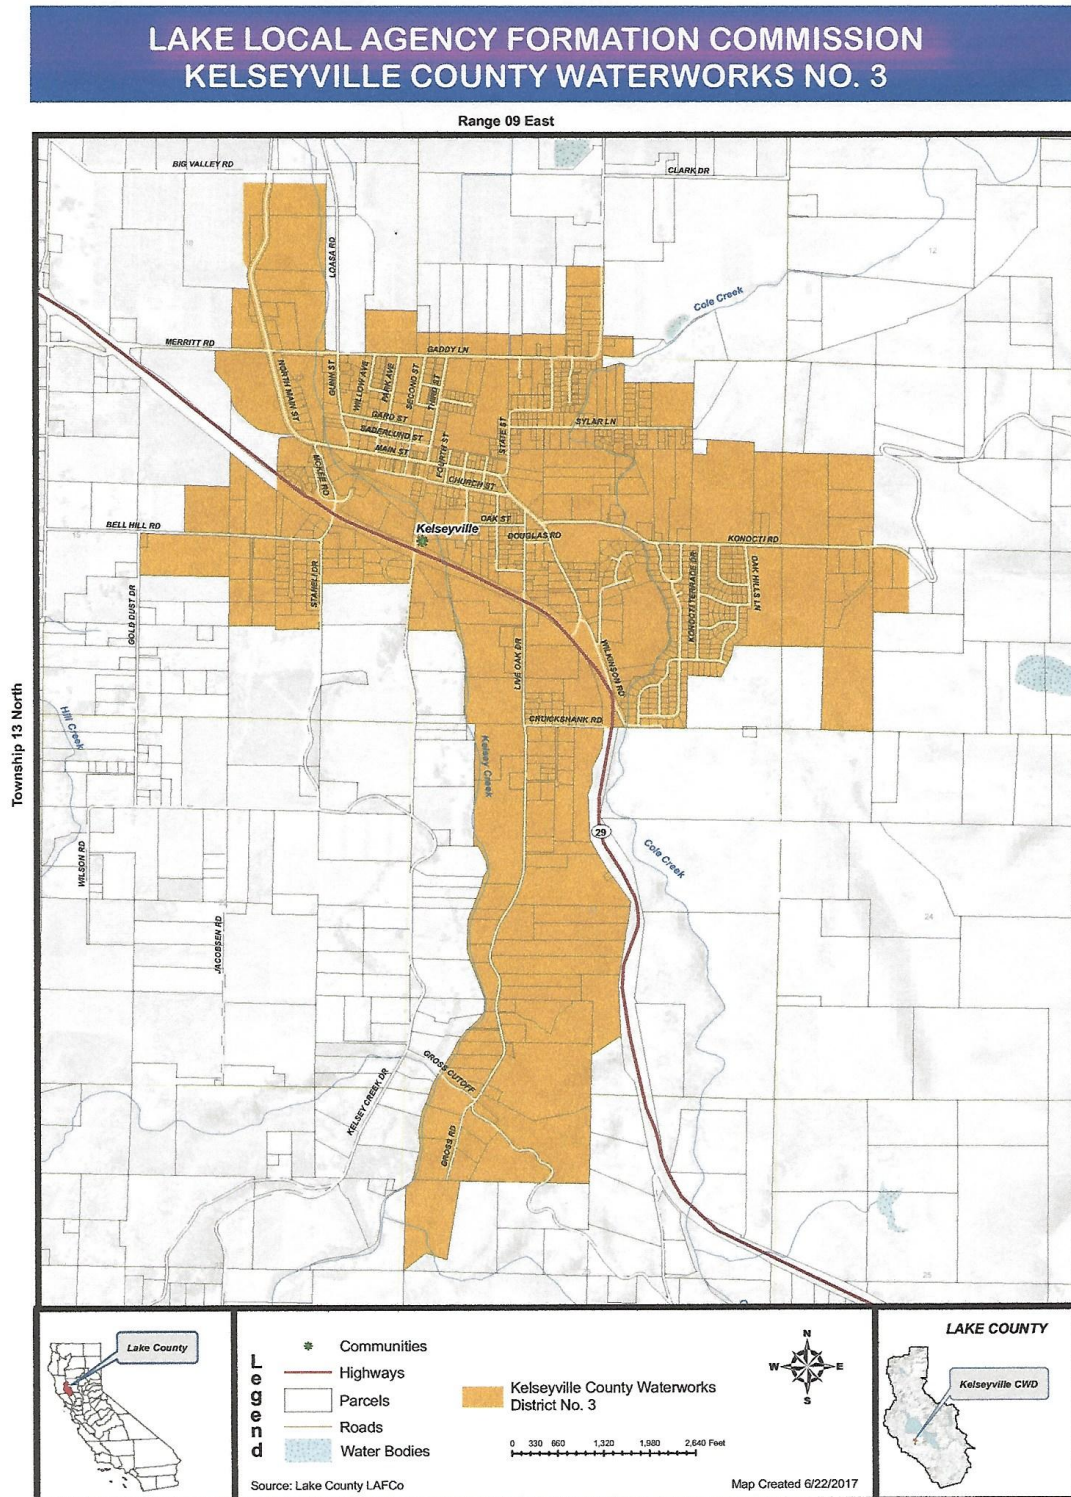 LAKE LOCAL AGENCY FORMATION COMMISSION
KELSEYVILLE COUNTY WATERWORKS NO. 3
Range 09 East
Township 13 North
BIG VALLEY RD
CLARK DR
LOASA RD
12
Cole Creek
MERRITT RD
GADDY LN
NORTH MAIN ST
GUNN ST
WILLOW AVE
PARK AVE
SECOND ST
THIRD ST
GARD ST
SADERLUND ST
MAIN ST
FOURTH ST
STATE ST
SYLAR LN
MCKEE RD
CHURCH ST
OAK ST
BELL HILL RD
Kelseyville
DOUGLAS RD
KONOCTI RD
STARELI DR
GOLD DUST DR
KONOCTI TERRACE DR
OAK HILLS LN
LIVE OAK DR
WILKINSON RD
CRUICKSHANK RD
Hill Creek
Kelsey Creek
29
Cole Creek
WILSON RD
JACOBSEN RD
24
GROSS CUTOFF
KELSEY CREEK DR
GROSS RD
25
Lake County
Legend
Communities
Highways
Parcels
Roads
Water Bodies
Kelseyville County Waterworks
District No. 3
0 330 660 1,320 1,980 2,640 Feet
N
W E
S
Source: Lake County LAFCo
Map Created 6/22/2017
LAKE COUNTY
Kelseyville CWD